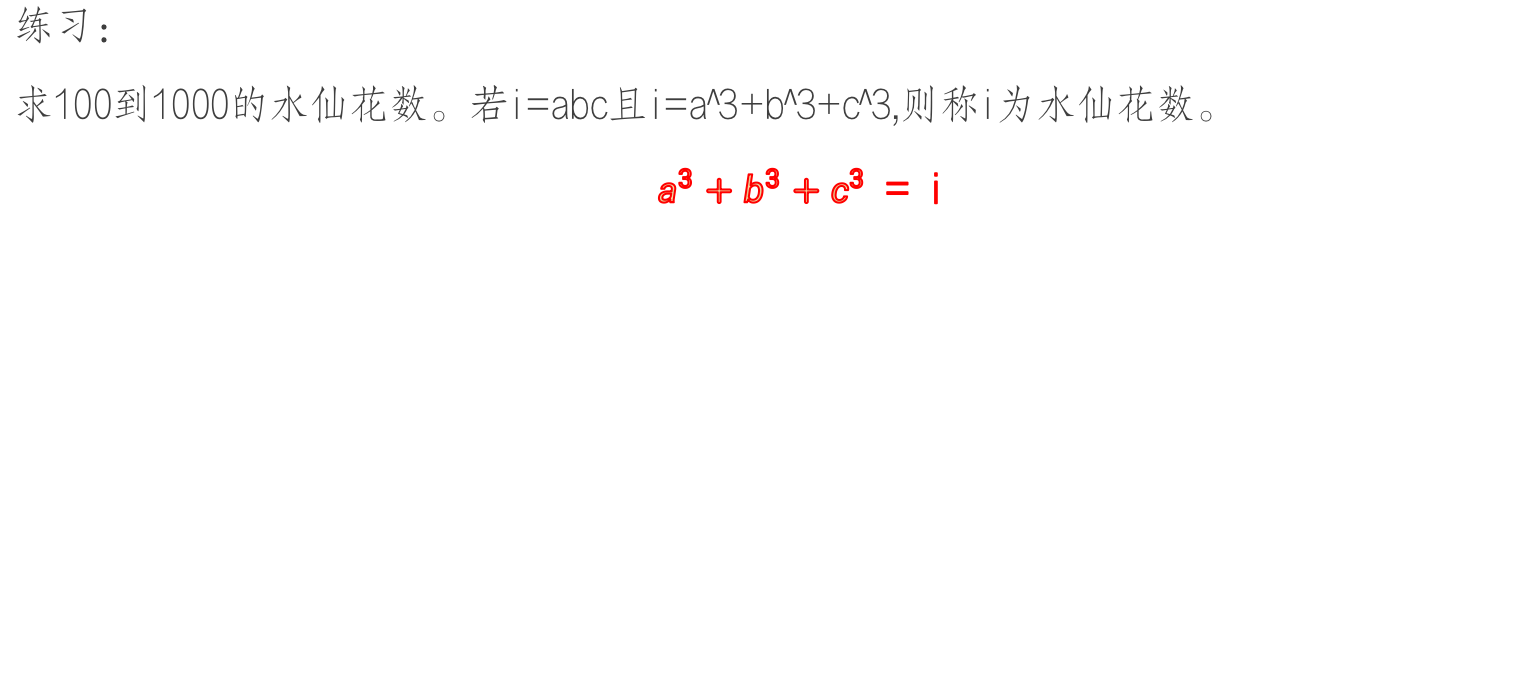 练习：
求100到1000的水仙花数。若i=abc且i=a^3+b^3+c^3,则称i为水仙花数。
a³ + b³ + c³ = i